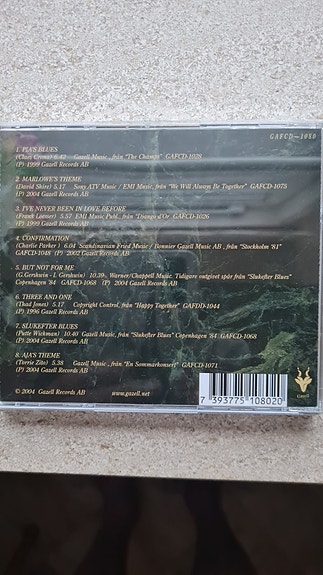 GAFCD—1080
1. PIA'S BLUES
(Claes Crona) 6.42 Gazell Music , från "The Champs" GAFCD-1028
(P) 1999 Gazell Records AB
2. MARLOWE'S THEME
(David Shire) 5.17 Sony ATV Music / EMI Music, från "We Will Always Be Together" GAFCD-1075
(P) 2004 Gazell Records AB
3. I'VE NEVER BEEN IN LOVE BEFORE
(Frank Loesser) 5.57 EMI Music Publ., från "Django d'Or" GAFCD-1026
(P) 1999 Gazell Records AB
4. CONFIRMATION
(Charlie Parker) 6.04 Scandinavian Fried Music / Bonnier Gazell Music AB , från "Stockholm '81"
GAFCD-1048 (P) 2002 Gazell Records AB
5. BUT NOT FOR ME
(G.Gershwin - I. Gershwin) 10.39 Warner/Chappell Music. Tidigare outgivet spår från "Slukefter Blues"
Copenhagen '84 GAFCD-1068 (P) 2004 Gazell Records AB
6. THREE AND ONE
(Thad Jones) 5.17 Copyright Control, från "Happy Together" GAFCD-1044
(P) 1996 Gazell Records AB
7. SLUKEFTER BLUES
(Putte Wickman) 10.40 Gazell Music, från "Slukefter Blues" Copenhagen '84 GAFCD-1068
(P) 2004 Gazell Records AB
8. AJA'S THEME
(Torrie Zito) 5.38 Gazell Music, från "En Sommarkonsert" GAFCD-1071
(P) 2004 Gazell Records AB
© 2004 Gazell Records AB www.gazell.net
Gazell
7 393775 108020